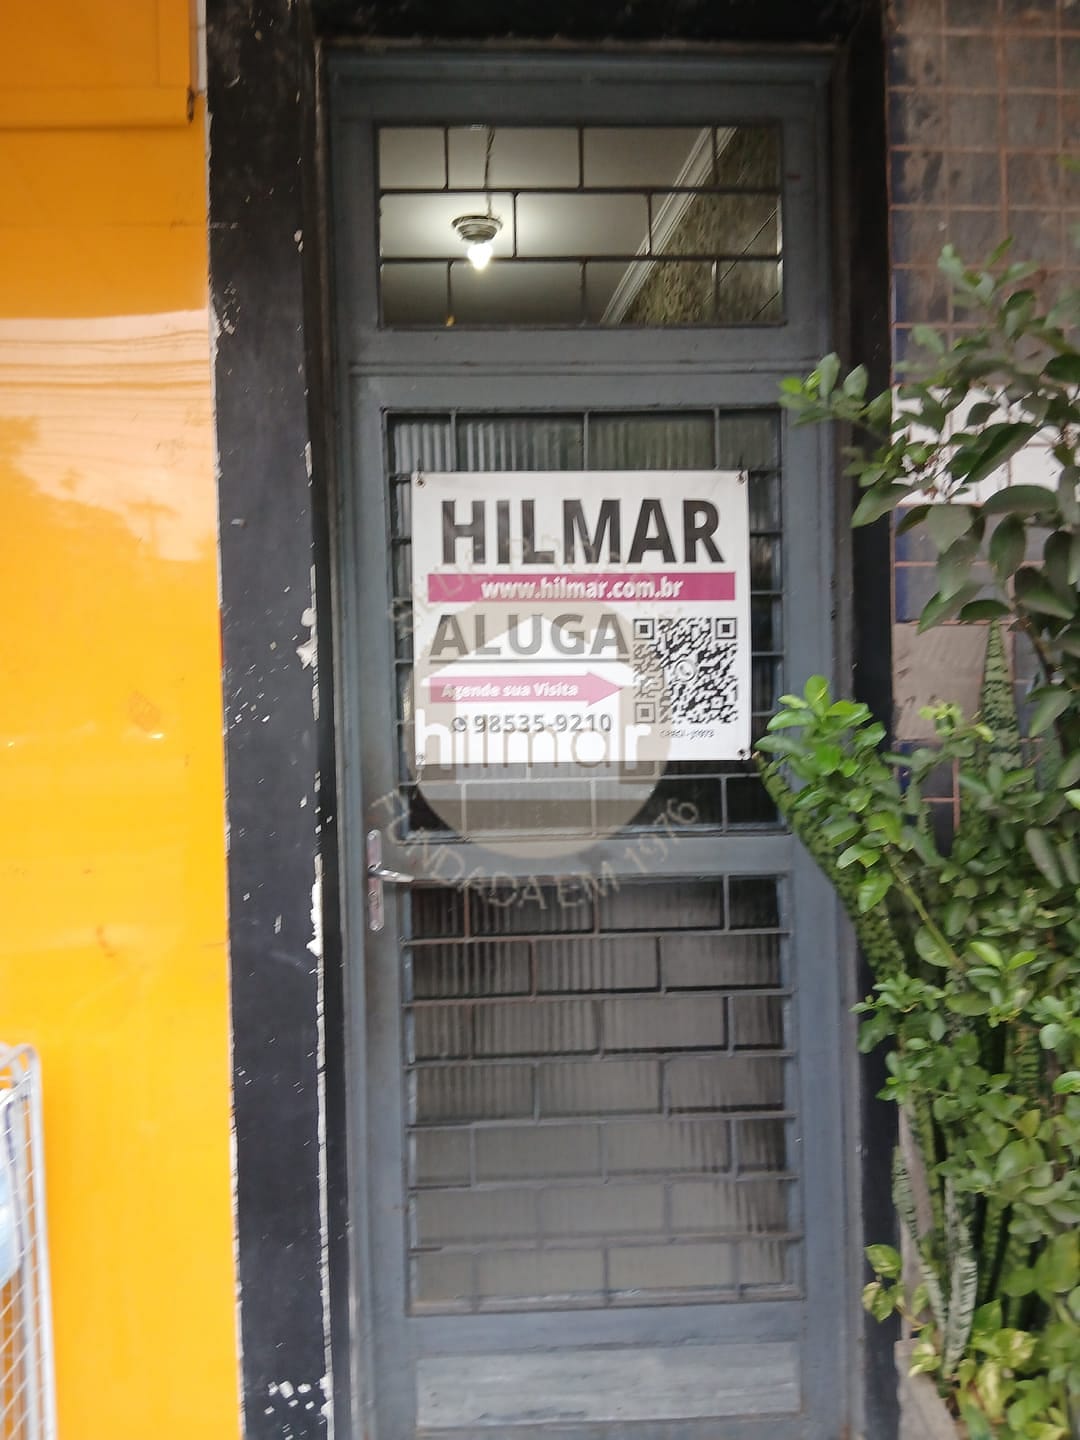 HILMAR
www.hilmar.com.br
ALUGA
Agende sua Visita
98535-9210
hilmar
FUNDADA EM 1976